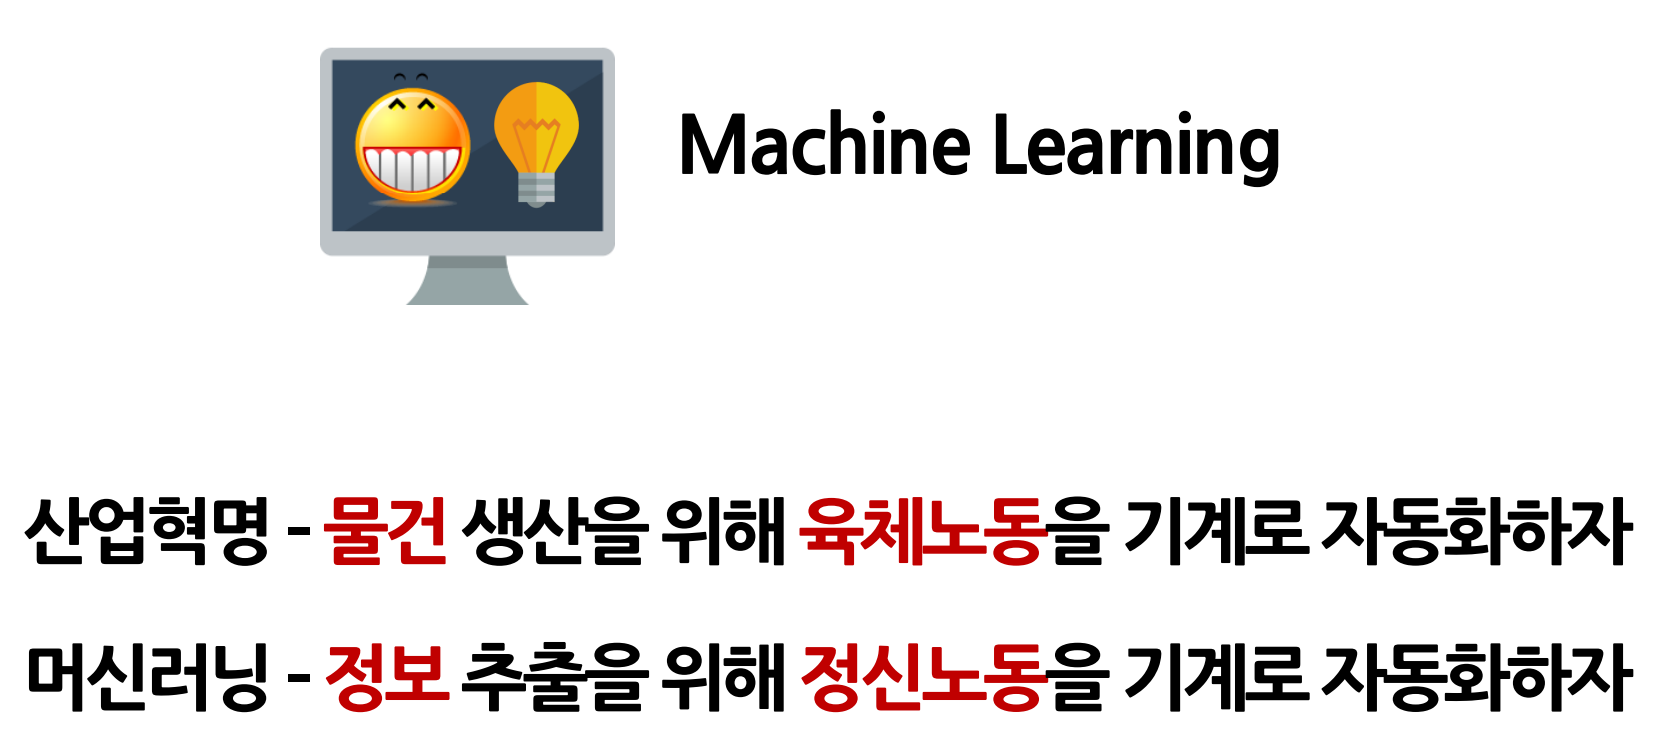 Machine Learning
산업혁명 - 물건 생산을 위해 육체노동을 기계로 자동화하자
머신러닝 - 정보 추출을 위해 정신노동을 기계로 자동화하자